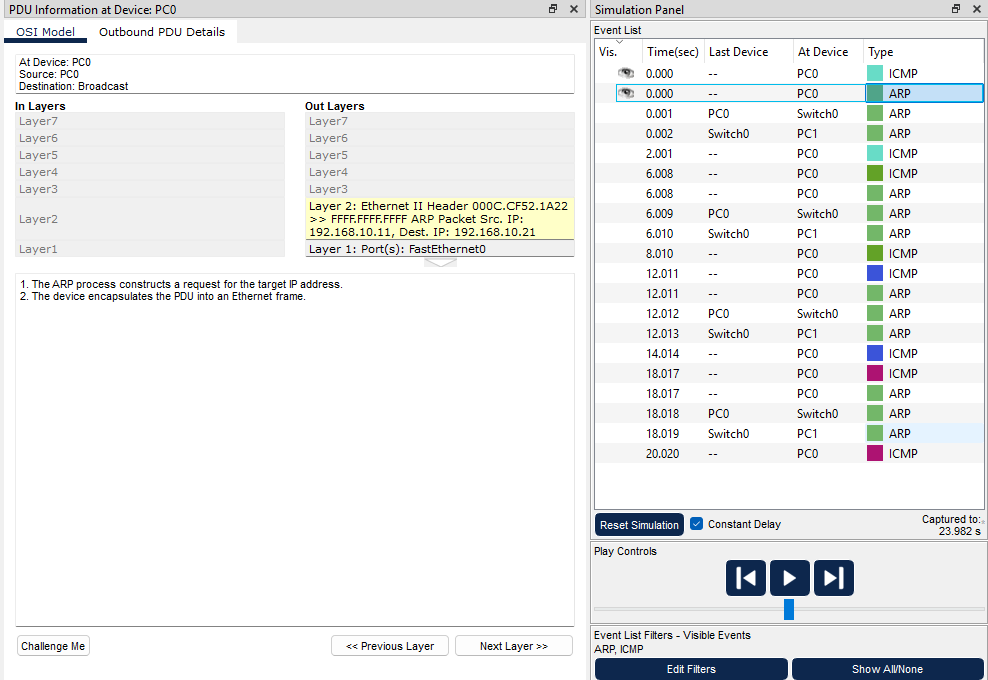 PDU Information at Device: PC0
OSI Model
Outbound PDU Details
At Device: PC0
Source: PC0
Destination: Broadcast
In Layers
Layer7
Layer6
Layer5
Layer4
Layer3
Layer2
Layer1
Out Layers
Layer7
Layer6
Layer5
Layer4
Layer3
Layer 2: Ethernet II Header 000C.CF52.1A22
>> FFFF.FFFF.FFFF ARP Packet Src. IP:
192.168.10.11, Dest. IP: 192.168.10.21
Layer 1: Port(s): FastEthernet0
1. The ARP process constructs a request for the target IP address.
2. The device encapsulates the PDU into an Ethernet frame.
Challenge Me
<< Previous Layer
Next Layer >>
Simulation Panel
Event List
Vis. Time(sec) Last Device At Device Type
0.000 -- PC0 ICMP
0.000 -- PC0 ARP
0.001 PC0 Switch0 ARP
0.002 Switch0 PC1 ARP
2.001 -- PC0 ICMP
6.008 -- PC0 ICMP
6.008 -- PC0 ARP
6.009 PC0 Switch0 ARP
6.010 Switch0 PC1 ARP
8.010 -- PC0 ICMP
12.011 -- PC0 ICMP
12.011 -- PC0 ARP
12.012 PC0 Switch0 ARP
12.013 Switch0 PC1 ARP
14.014 -- PC0 ICMP
18.017 -- PC0 ICMP
18.017 -- PC0 ARP
18.018 PC0 Switch0 ARP
18.019 Switch0 PC1 ARP
20.020 -- PC0 ICMP
Reset Simulation
Constant Delay
Captured to:
23.982 s
Play Controls
Event List Filters - Visible Events
ARP, ICMP
Edit Filters
Show All/None